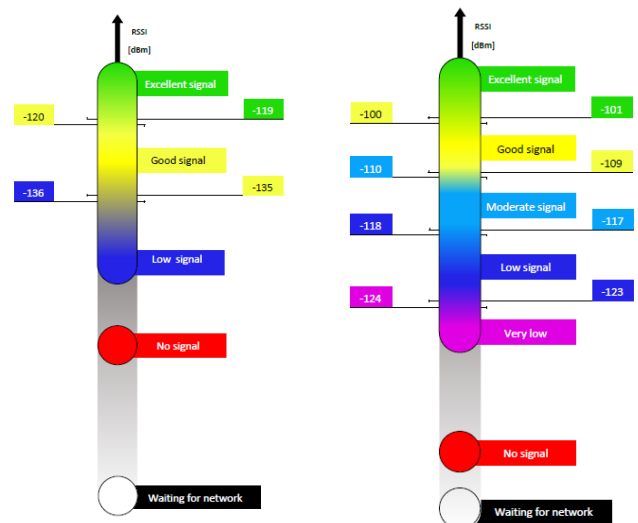 RSSI
[dBm]
Excellent signal
-119
-120
Good signal
-135
-136
Low signal
No signal
Waiting for network
RSSI
[dBm]
Excellent signal
-101
-100
Good signal
-109
-110
Moderate signal
-117
-118
Low signal
-123
-124
Very low
No signal
Waiting for network